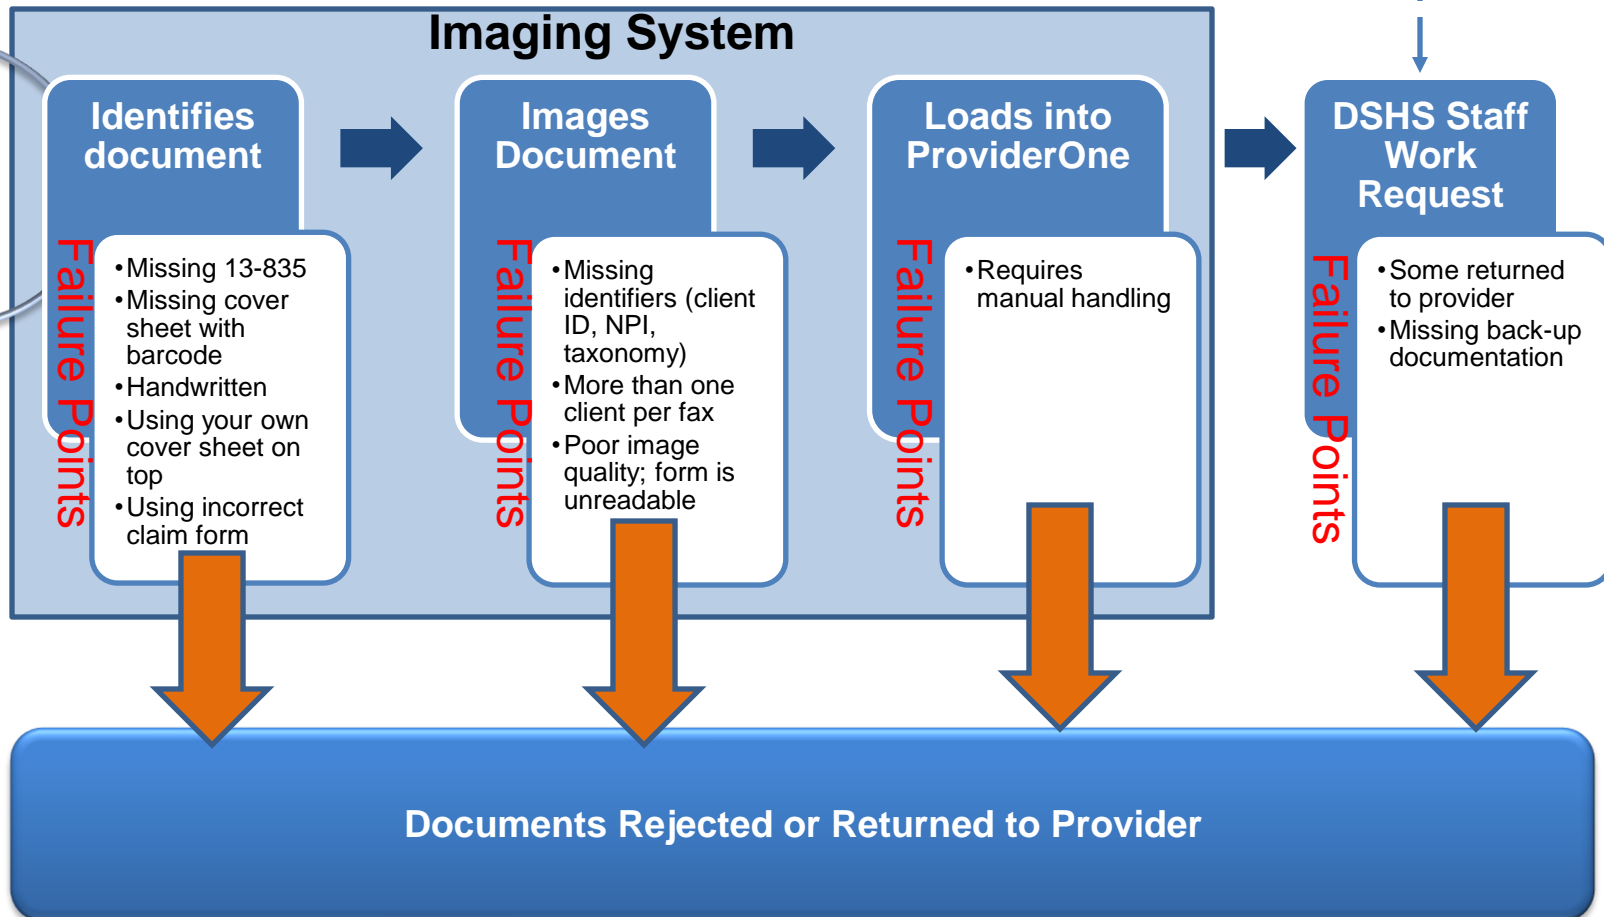 Imaging System
Identifies
document
Failure Points
•Missing 13-835
•Missing cover
sheet with
barcode
•Handwritten
•Using your own
cover sheet on
top
•Using incorrect
claim form
Images
Document
Failure Points
•Missing
identifiers (client
ID, NPI,
taxonomy)
•More than one
client per fax
•Poor image
quality; form is
unreadable
Loads into
ProviderOne
Failure Points
•Requires
manual handling
DSHS Staff
Work
Request
Failure Points
•Some returned
to provider
•Missing back-up
documentation
Documents Rejected or Returned to Provider